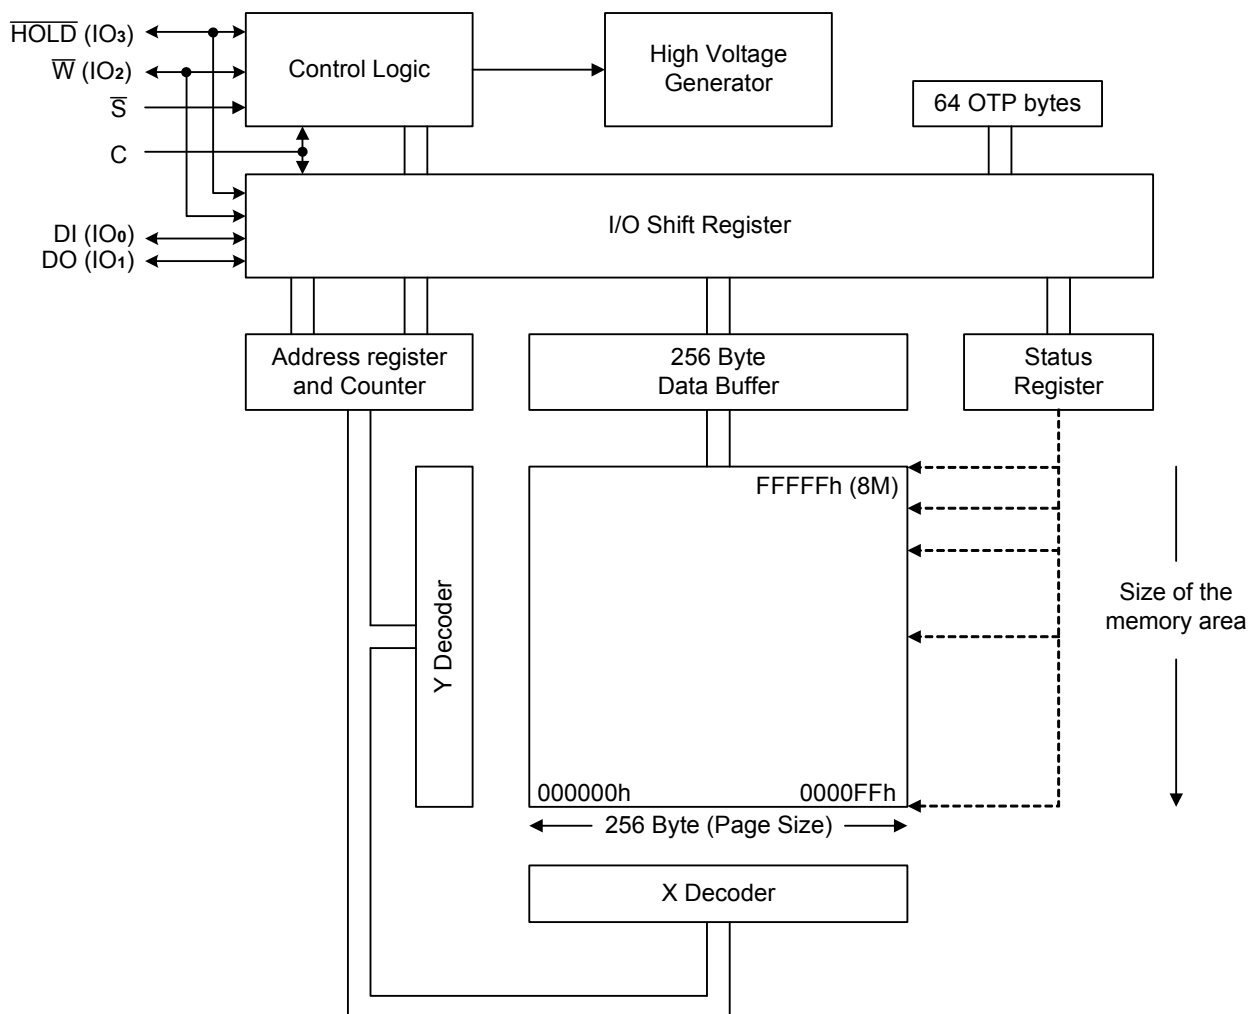 HOLD (IO3)
W (IO2)
S
C
DI (IO0)
DO (IO1)
Control Logic
High Voltage
Generator
64 OTP bytes
I/O Shift Register
Address register
and Counter
256 Byte
Data Buffer
Status
Register
Y Decoder
FFFFFh (8M)
000000h
0000FFh
256 Byte (Page Size)
Size of the
memory area
X Decoder